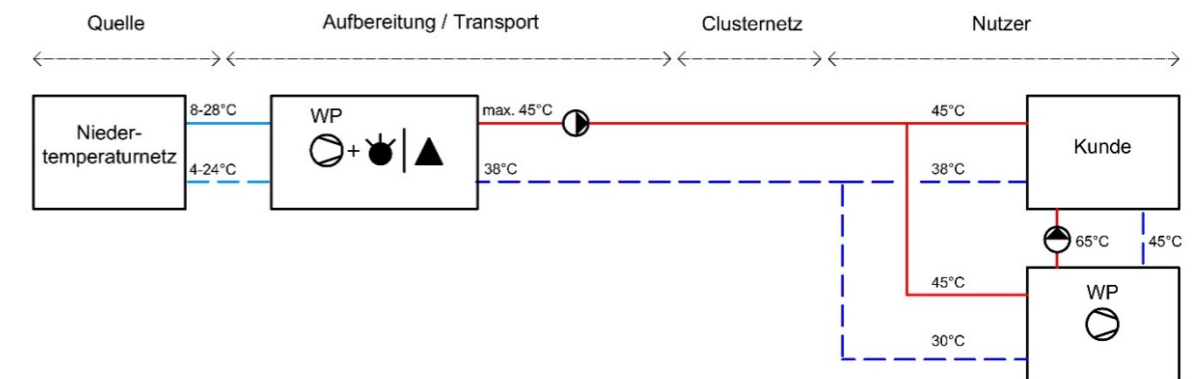 Quelle
Aufbereitung / Transport
Clusternetz
Nutzer
8-28°C
WP
max. 45°C
45°C
Nieder-
temperaturnetz
+
Kunde
4-24°C
38°C
38°C
65°C
45°C
45°C
WP
30°C